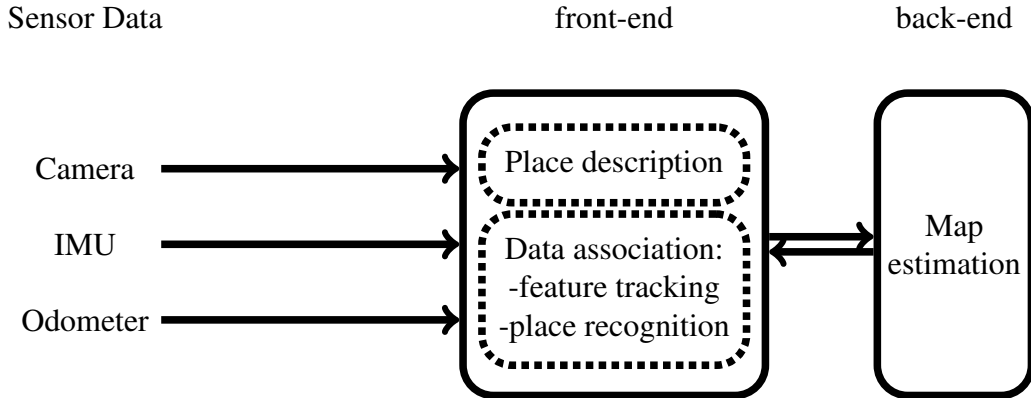 Sensor Data
front-end
back-end
Camera
IMU
Odometer
Place description
Data association:
-feature tracking
-place recognition
Map
estimation